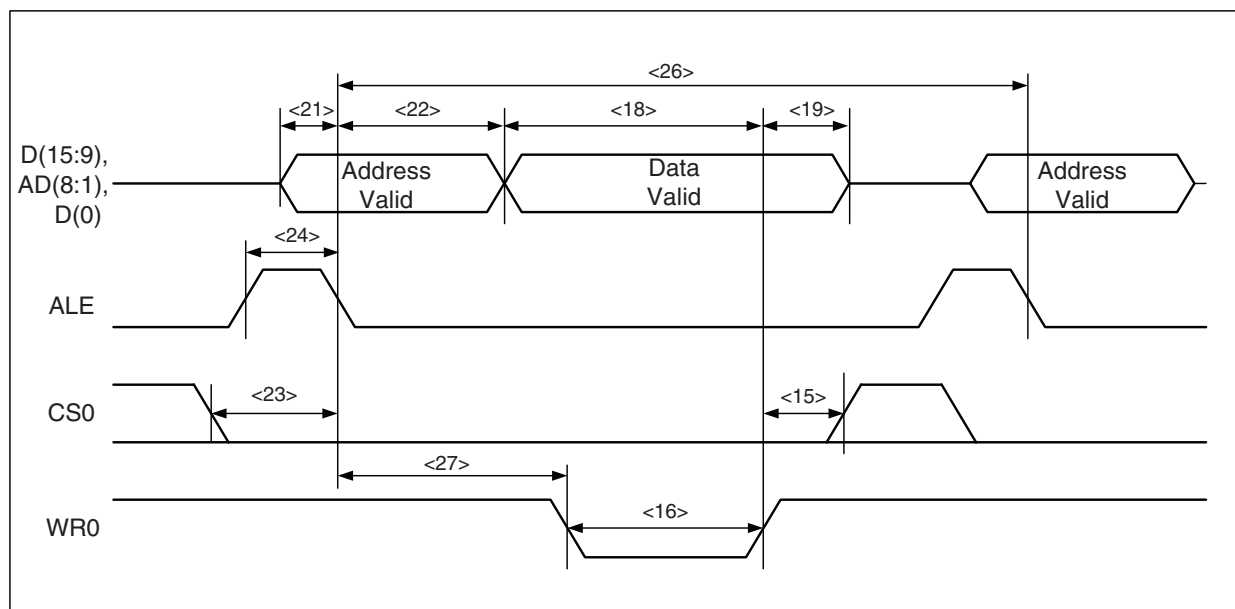 <26>
<21> <22> <18> <19>
D(15:9),
AD(8:1),
D(0)
Address
Valid
Data
Valid
Address
Valid
<24>
ALE
CS0
<23>
<15>
<27>
WR0
<16>